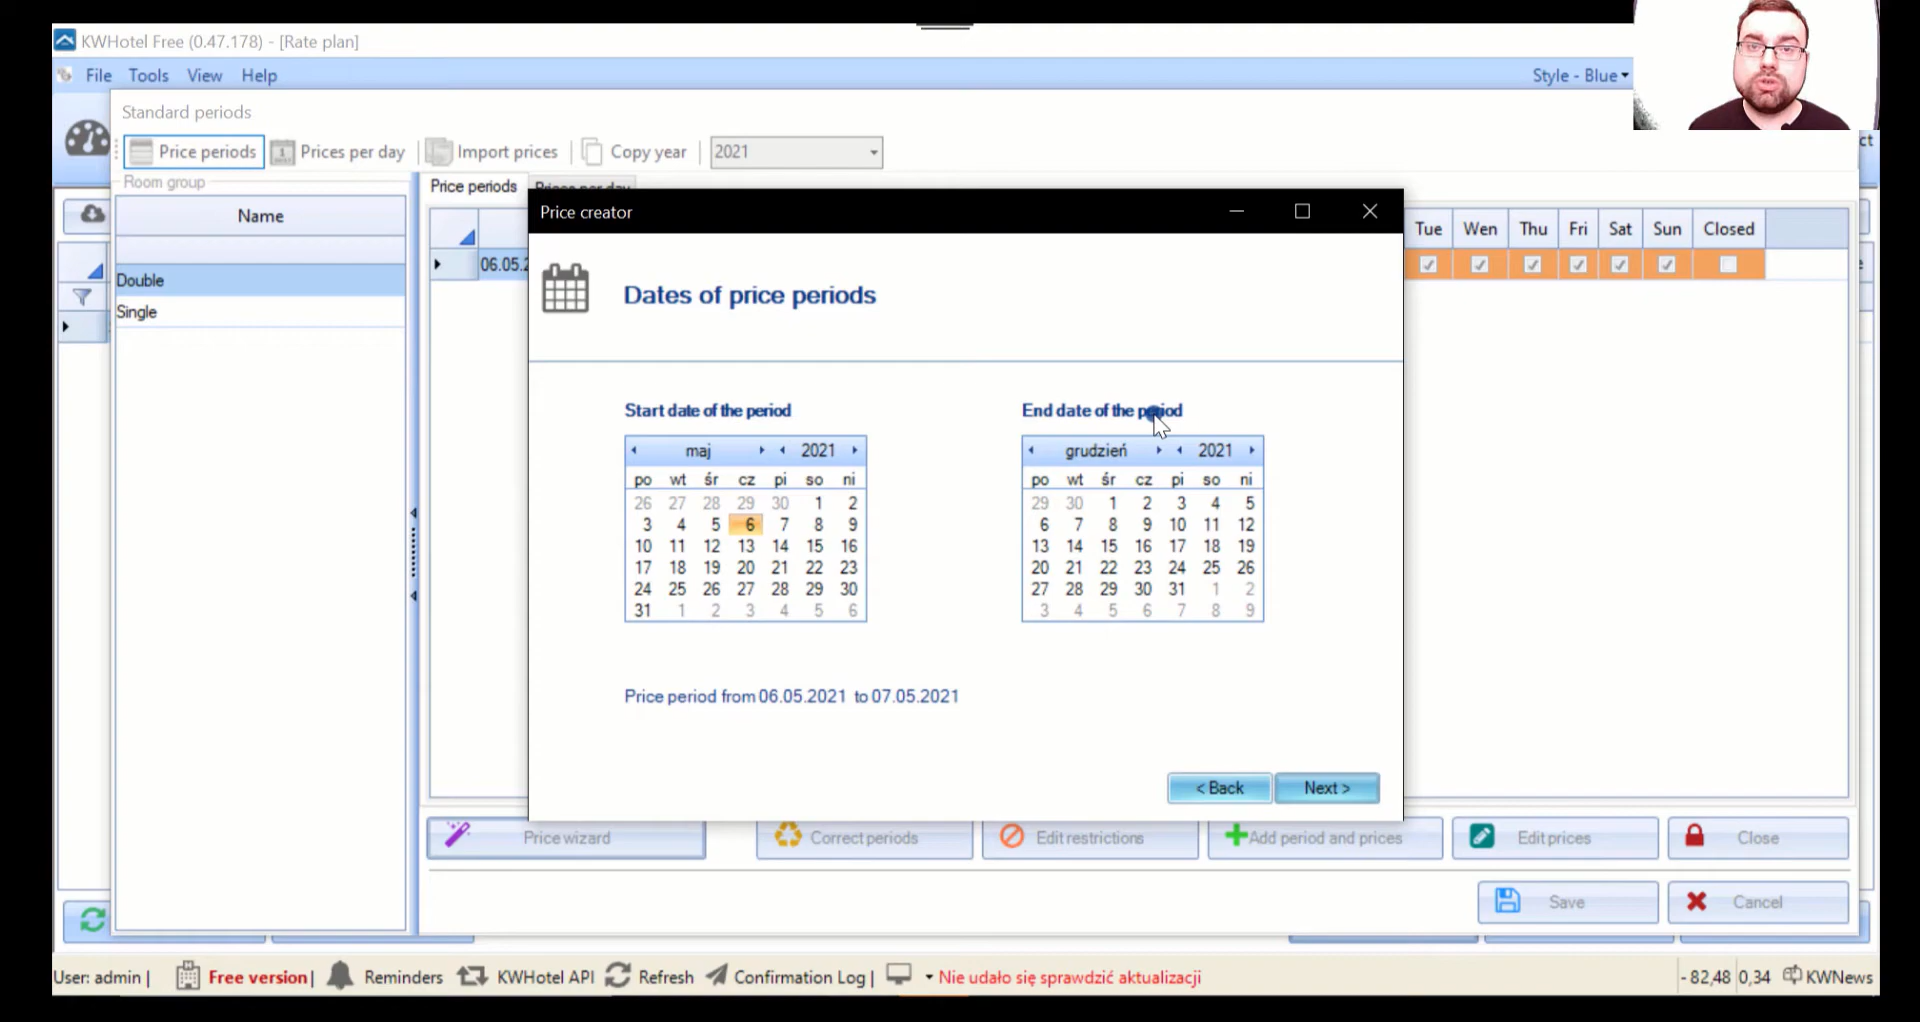 KWHotel Free (0.47.178) - [Rate plan]
File Tools View Help
Style - Blue
Standard periods
Price periods Prices per day Import prices Copy year 2021
Room group
Price periods
Name
Double
Single
Price creator
Tue Wen Thu Fri Sat Sun Closed
06.05.2
Dates of price periods
Start date of the period
End date of the period
maj 2021
po wt śr cz pi so ni
26 27 28 29 30 1 2
3 4 5 6 7 8 9
10 11 12 13 14 15 16
17 18 19 20 21 22 23
24 25 26 27 28 29 30
31 1 2 3 4 5 6
grudzień 2021
po wt śr cz pi so ni
29 30 1 2 3 4 5
6 7 8 9 10 11 12
13 14 15 16 17 18 19
20 21 22 23 24 25 26
27 28 29 30 31 1 2
3 4 5 6 7 8 9
Price period from 06.05.2021 to 07.05.2021
< Back Next >
Price wizard Correct periods Edit restrictions Add period and prices Edit prices Close
Save Cancel
User: admin | Free version | Reminders KWHotel API Refresh Confirmation Log | Nie udało się sprawdzić aktualizacji - 82,48 0,34 KWNews